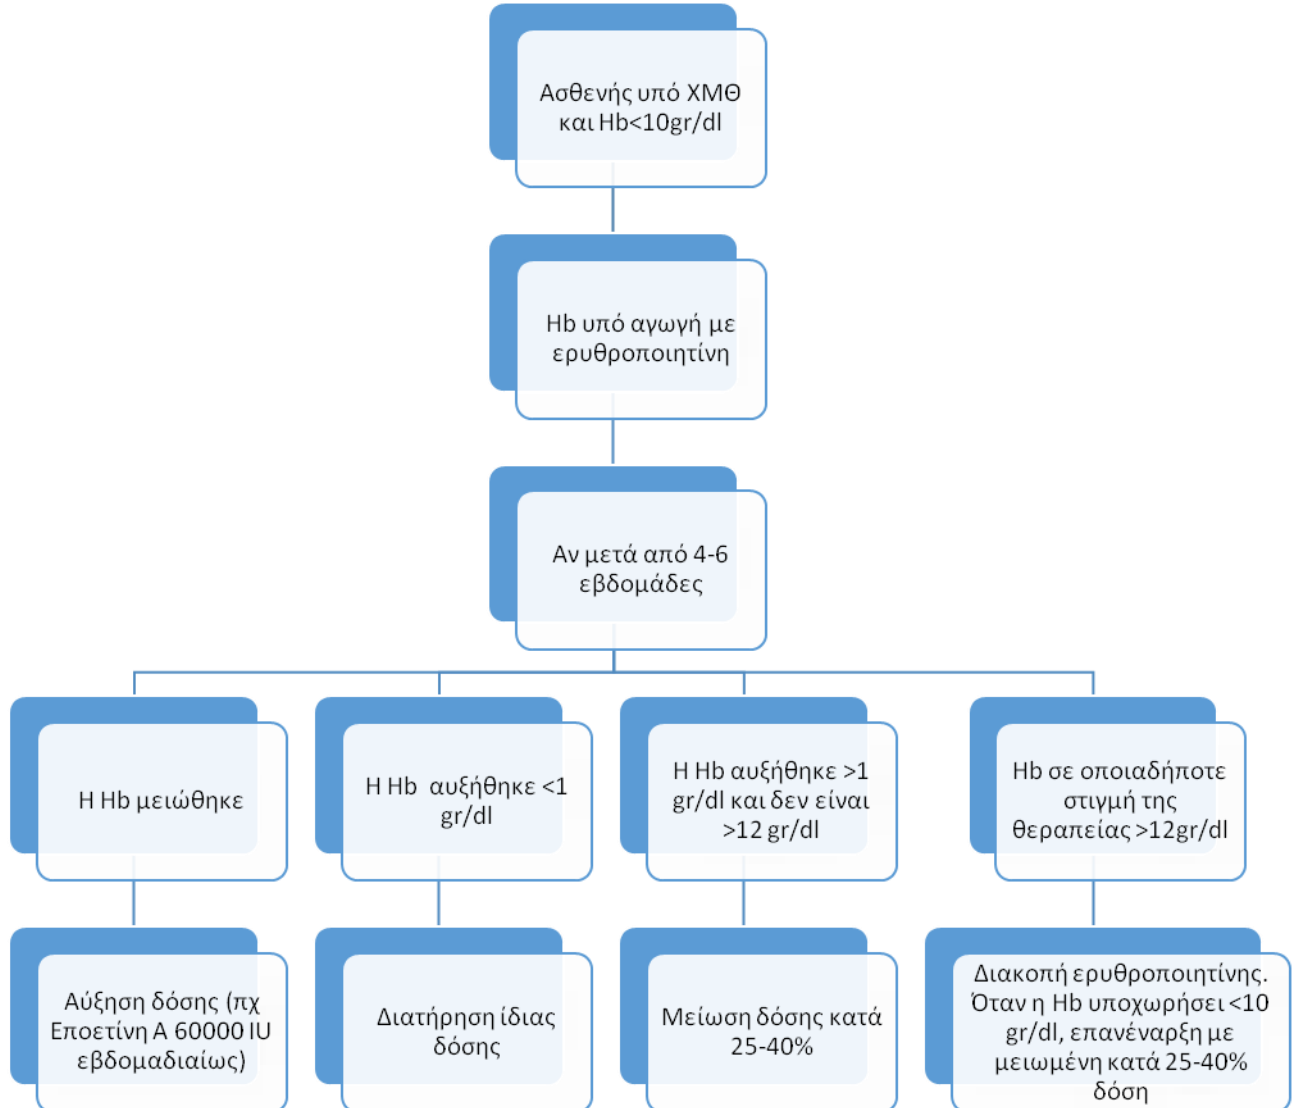 Ασθενής υπό ΧΜΘ
και Hb<10gr/dl
Hb υπό αγωγή με
ερυθροποιητίνη
Αν μετά από 4-6
εβδομάδες
Η Hb μειώθηκε
Η Hb αυξήθηκε <1
gr/dl
Η Hb αυξήθηκε >1
gr/dl και δεν είναι
>12 gr/dl
Hb σε οποιαδήποτε
στιγμή της
θεραπείας >12gr/dl
Αύξηση δόσης (πχ
Εποετίνη Α 60000 IU
εβδομαδιαίως)
Διατήρηση ίδιας
δόσης
Μείωση δόσης κατά
25-40%
Διακοπή ερυθροποιητίνης.
Όταν η Hb υποχωρήσει <10
gr/dl, επανέναρξη με
μειωμένη κατά 25-40%
δόση